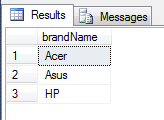 Results Messages
brandName
1 Acer
2 Asus
3 HP